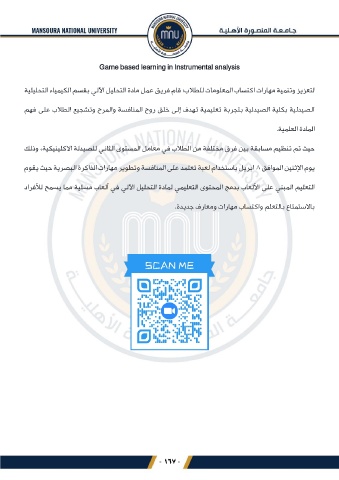 MANSOURA NATIONAL UNIVERSITY
جامعة المنصورة الأهلية
Game based learning in Instrumental analysis
لتعزيز وتنمية مهارات اكتساب المعلومات للطلاب؛ قام فريق عمل مادة التحليل الآلي بقسم الكيمياء التحليلية
الصيدلية بكلية الصيدلية بتجربة تعليمية تهدف إلى خلق روح المنافسة والمرح وتشجيع الطلاب على فهم
المادة العلمية.
حيث تم تنظيم مسابقة بين فرق مختلفة من الطلاب في معامل المستوى الثاني للصيدلة الاكلينيكية، وذلك
يوم الإثنين الموافق ٨ ابريل باستخدام لعبة تعتمد على المنافسة وتطوير مهارات الذاكرة البصرية حيث يقوم
التعليم المبني على الألعاب بدمج المحتوى التعليمي لمادة التحليل الآلي في ألعاب مسلية مما يسمح للأفراد
بالاستمتاع بالتعلم واكتساب مهارات ومعارف جديدة.
SCAN ME
- ١٦٧ -